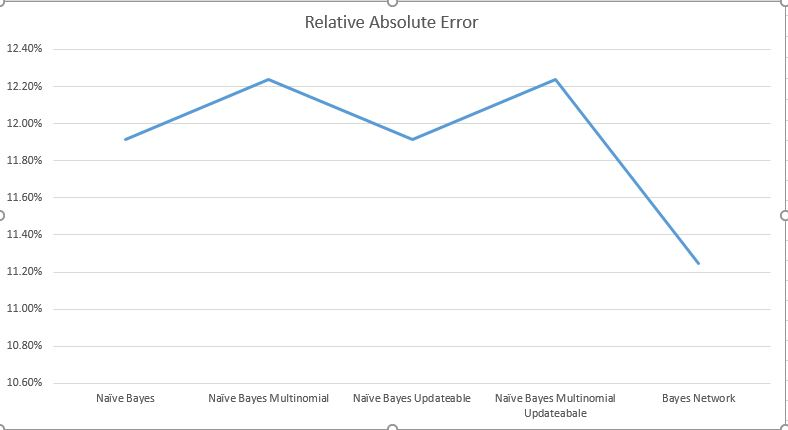 Relative Absolute Error
12.40%
12.20%
12.00%
11.80%
11.60%
11.40%
11.20%
11.00%
10.80%
10.60%
Naïve Bayes
Naïve Bayes Multinomial
Naïve Bayes Updateable
Naïve Bayes Multinomial
Updateabale
Bayes Network